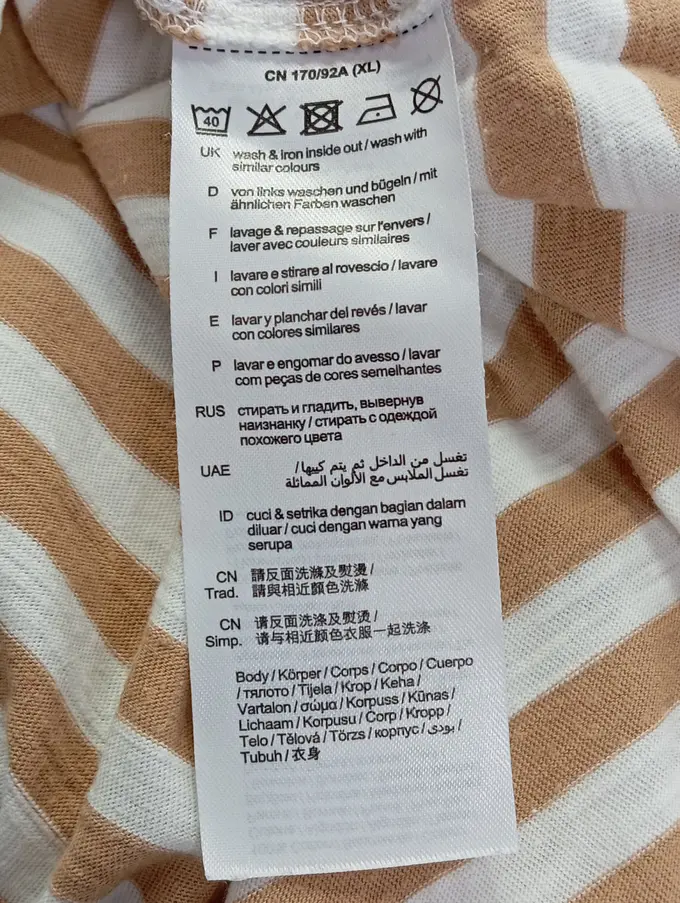 CN 170/92A (XL)
40
UK wash & iron inside out / wash with
similar colours
D von links waschen und bügeln / mit
ähnlichen Farben waschen
F lavage & repassage sur l'envers /
laver avec couleurs similaires
I lavare e stirare al rovescio / lavare
con colori simili
E lavar y planchar del revés / lavar
con colores similares
P lavar e engomar do avesso / lavar
com peças de cores semelhantes
RUS стирать и гладить, вывернув
наизнанку / стирать с одеждой
похожего цвета
UAE تغسل من الداخل ثم يتم كيها/
تغسل الملابس مع الألوان المماثلة
ID cuci & setrika dengan bagian dalam
diluar / cuci dengan warna yang
serupa
CN 請反面洗滌及熨燙 /
Trad. 請與相近顏色洗滌
CN 请反面洗涤及熨烫 /
Simp. 请与相近颜色衣服一起洗涤
Body / Körper / Corps / Corpo / Cuerpo
/ тялото / Tijela / Krop / Keha /
Vartalon / σώμα / Korpuss / Kūnas /
Lichaam / Korpusu / Corp / Kropp /
Telo / Tělová / Törzs / корпус / بودي /
Tubuh / 衣身